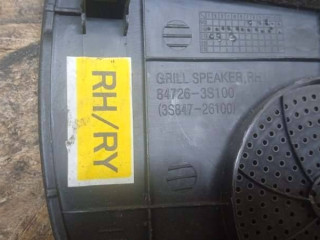 RH/RY
GRILL SPEAKER, RH
84726-3S100
(3S847-26100)